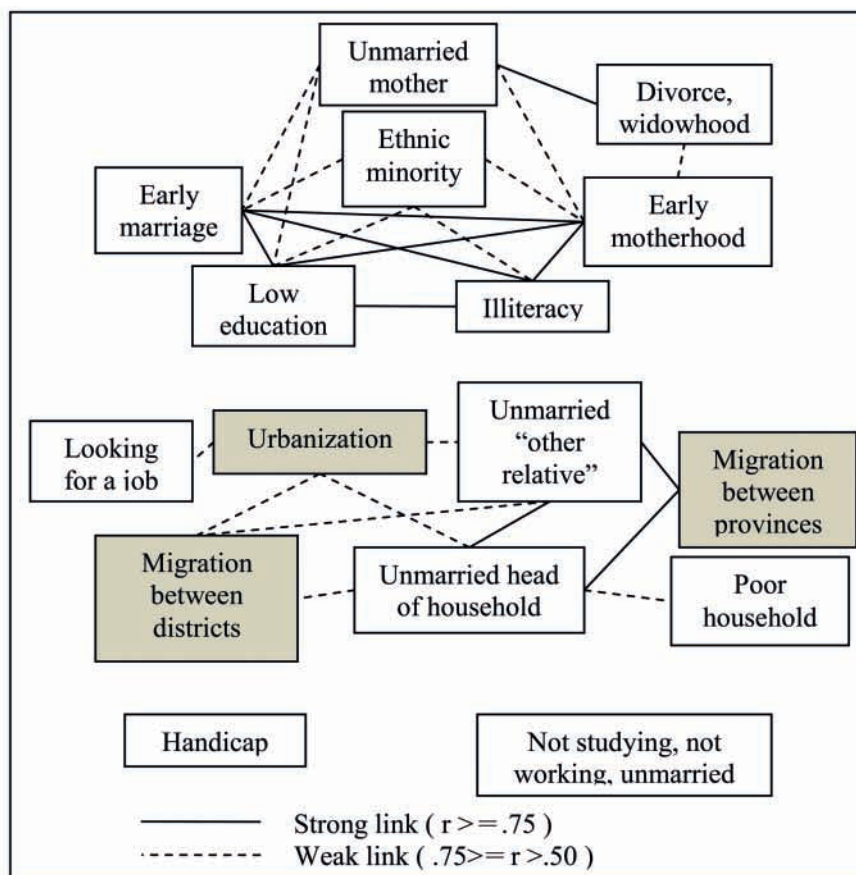 Unmarried
mother
Divorce,
widowhood
Ethnic
minority
Early
marriage
Early
motherhood
Low
education
Illiteracy
Looking
for a job
Urbanization
Unmarried
“other
relative”
Migration
between
provinces
Migration
between
districts
Unmarried head
of household
Poor
household
Handicap
Not studying, not
working, unmarried
Strong link ( r >= .75 )
Weak link ( .75>= r >.50 )